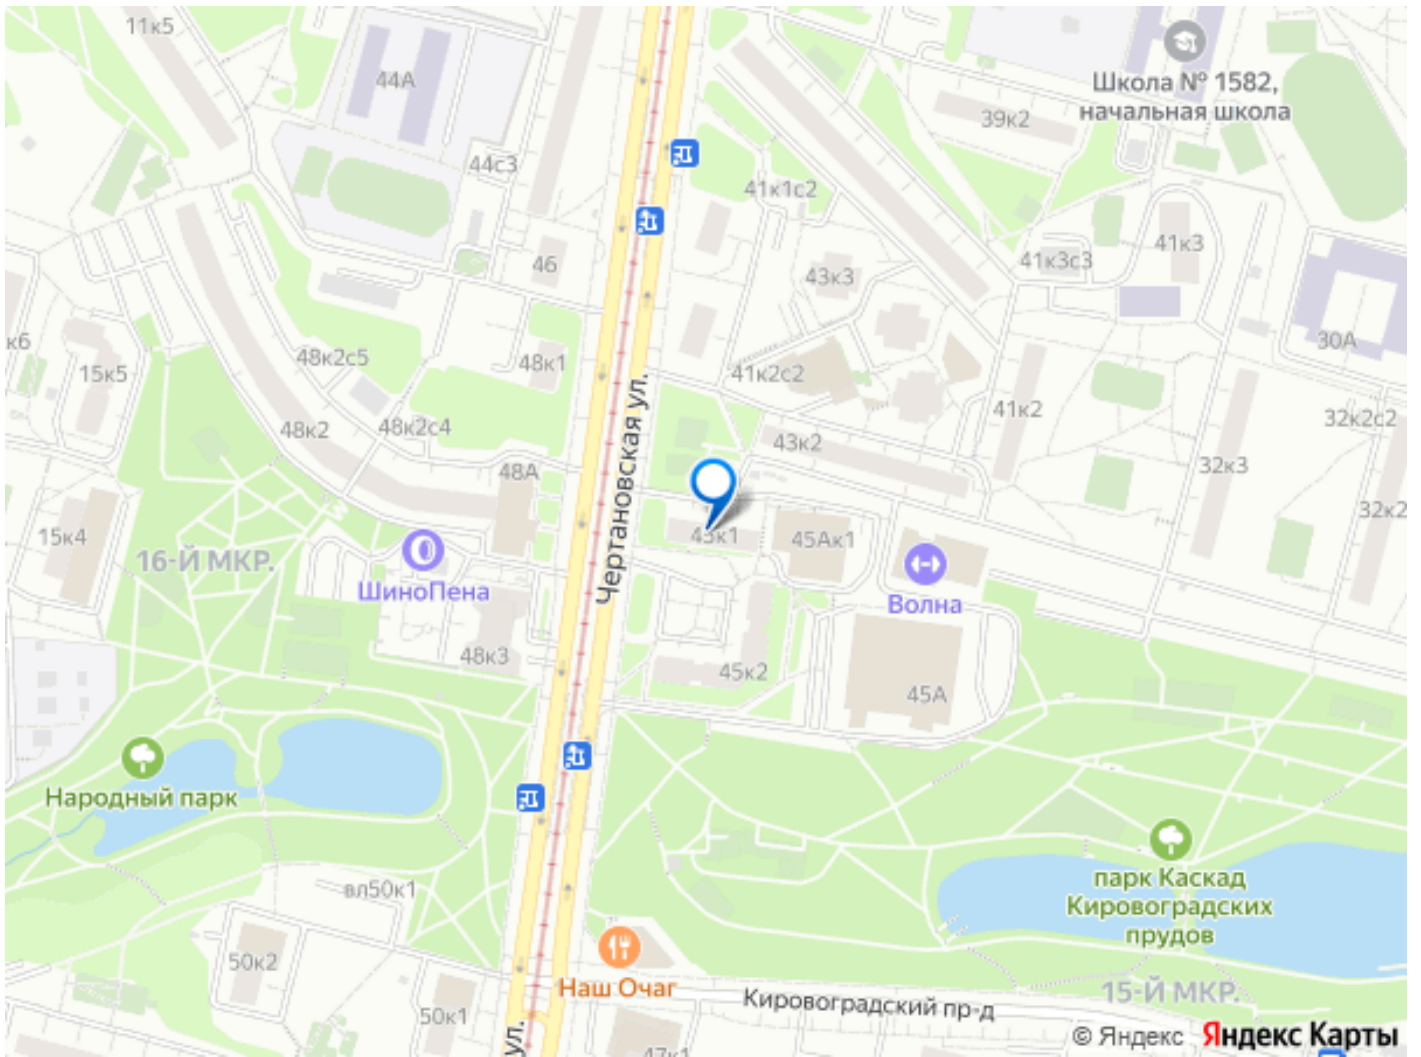 11к5
44А
Школа № 1582,
начальная школа
39к2
44с3
41к1с2
41к3
46
43к3
41к3с3
к6
48к2с5
48к1
30А
15к5
41к2с2
41к2
32к2с2
48к2
48к2с4
43к2
48А
32к3
Чертановская ул.
32к2
15к4
16-Й МКР.
43к1
45Ак1
ШиноПена
Волна
48к3
45к2
45А
Народный парк
парк Каскад
Кировоградских
прудов
вл50к1
50к2
Наш Очаг
15-Й МКР.
Кировоградский пр-д
50к1
ул.
47к1
© Яндекс Яндекс Карты